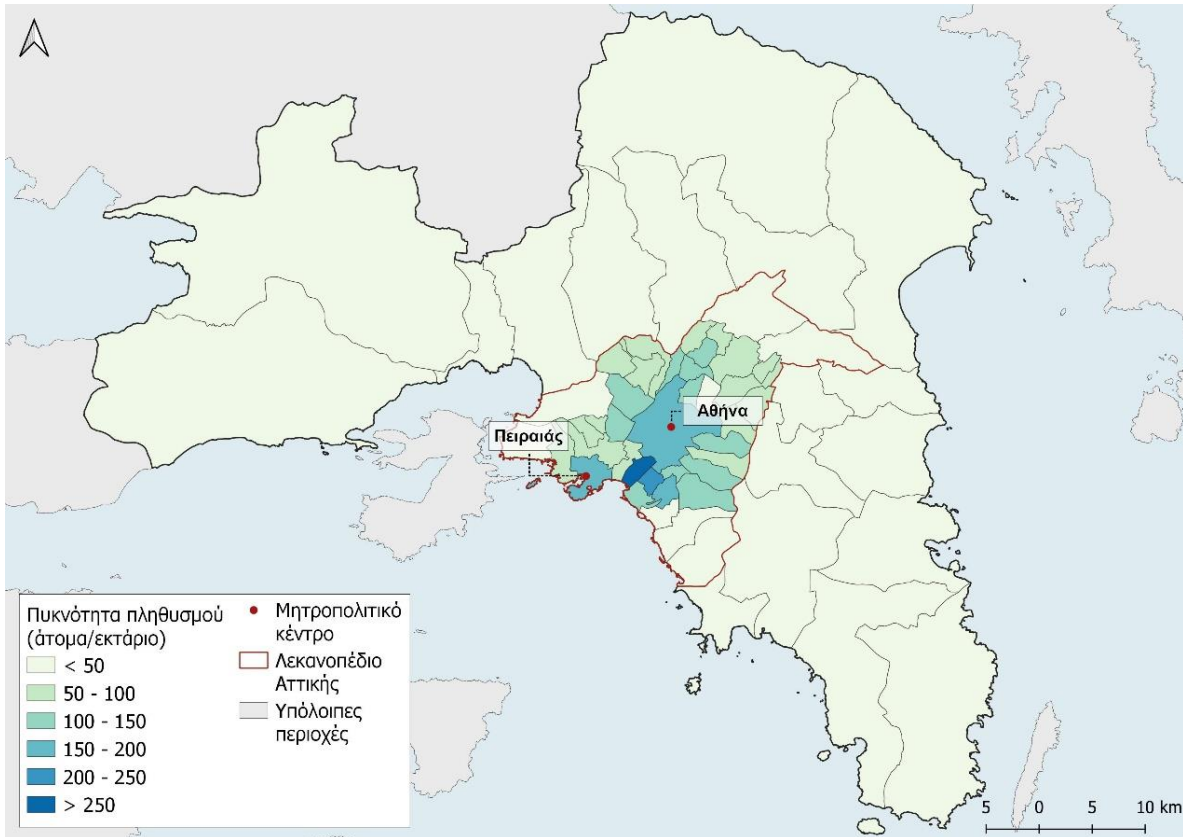 Αθήνα
Πειραιάς
Πυκνότητα πληθυσμού
(άτομα/εκτάριο)
< 50
50 - 100
100 - 150
150 - 200
200 - 250
> 250
Μητροπολιτικό
κέντρο
Λεκανοπέδιο
Αττικής
Υπόλοιπες
περιοχές
5 0 5 10 km